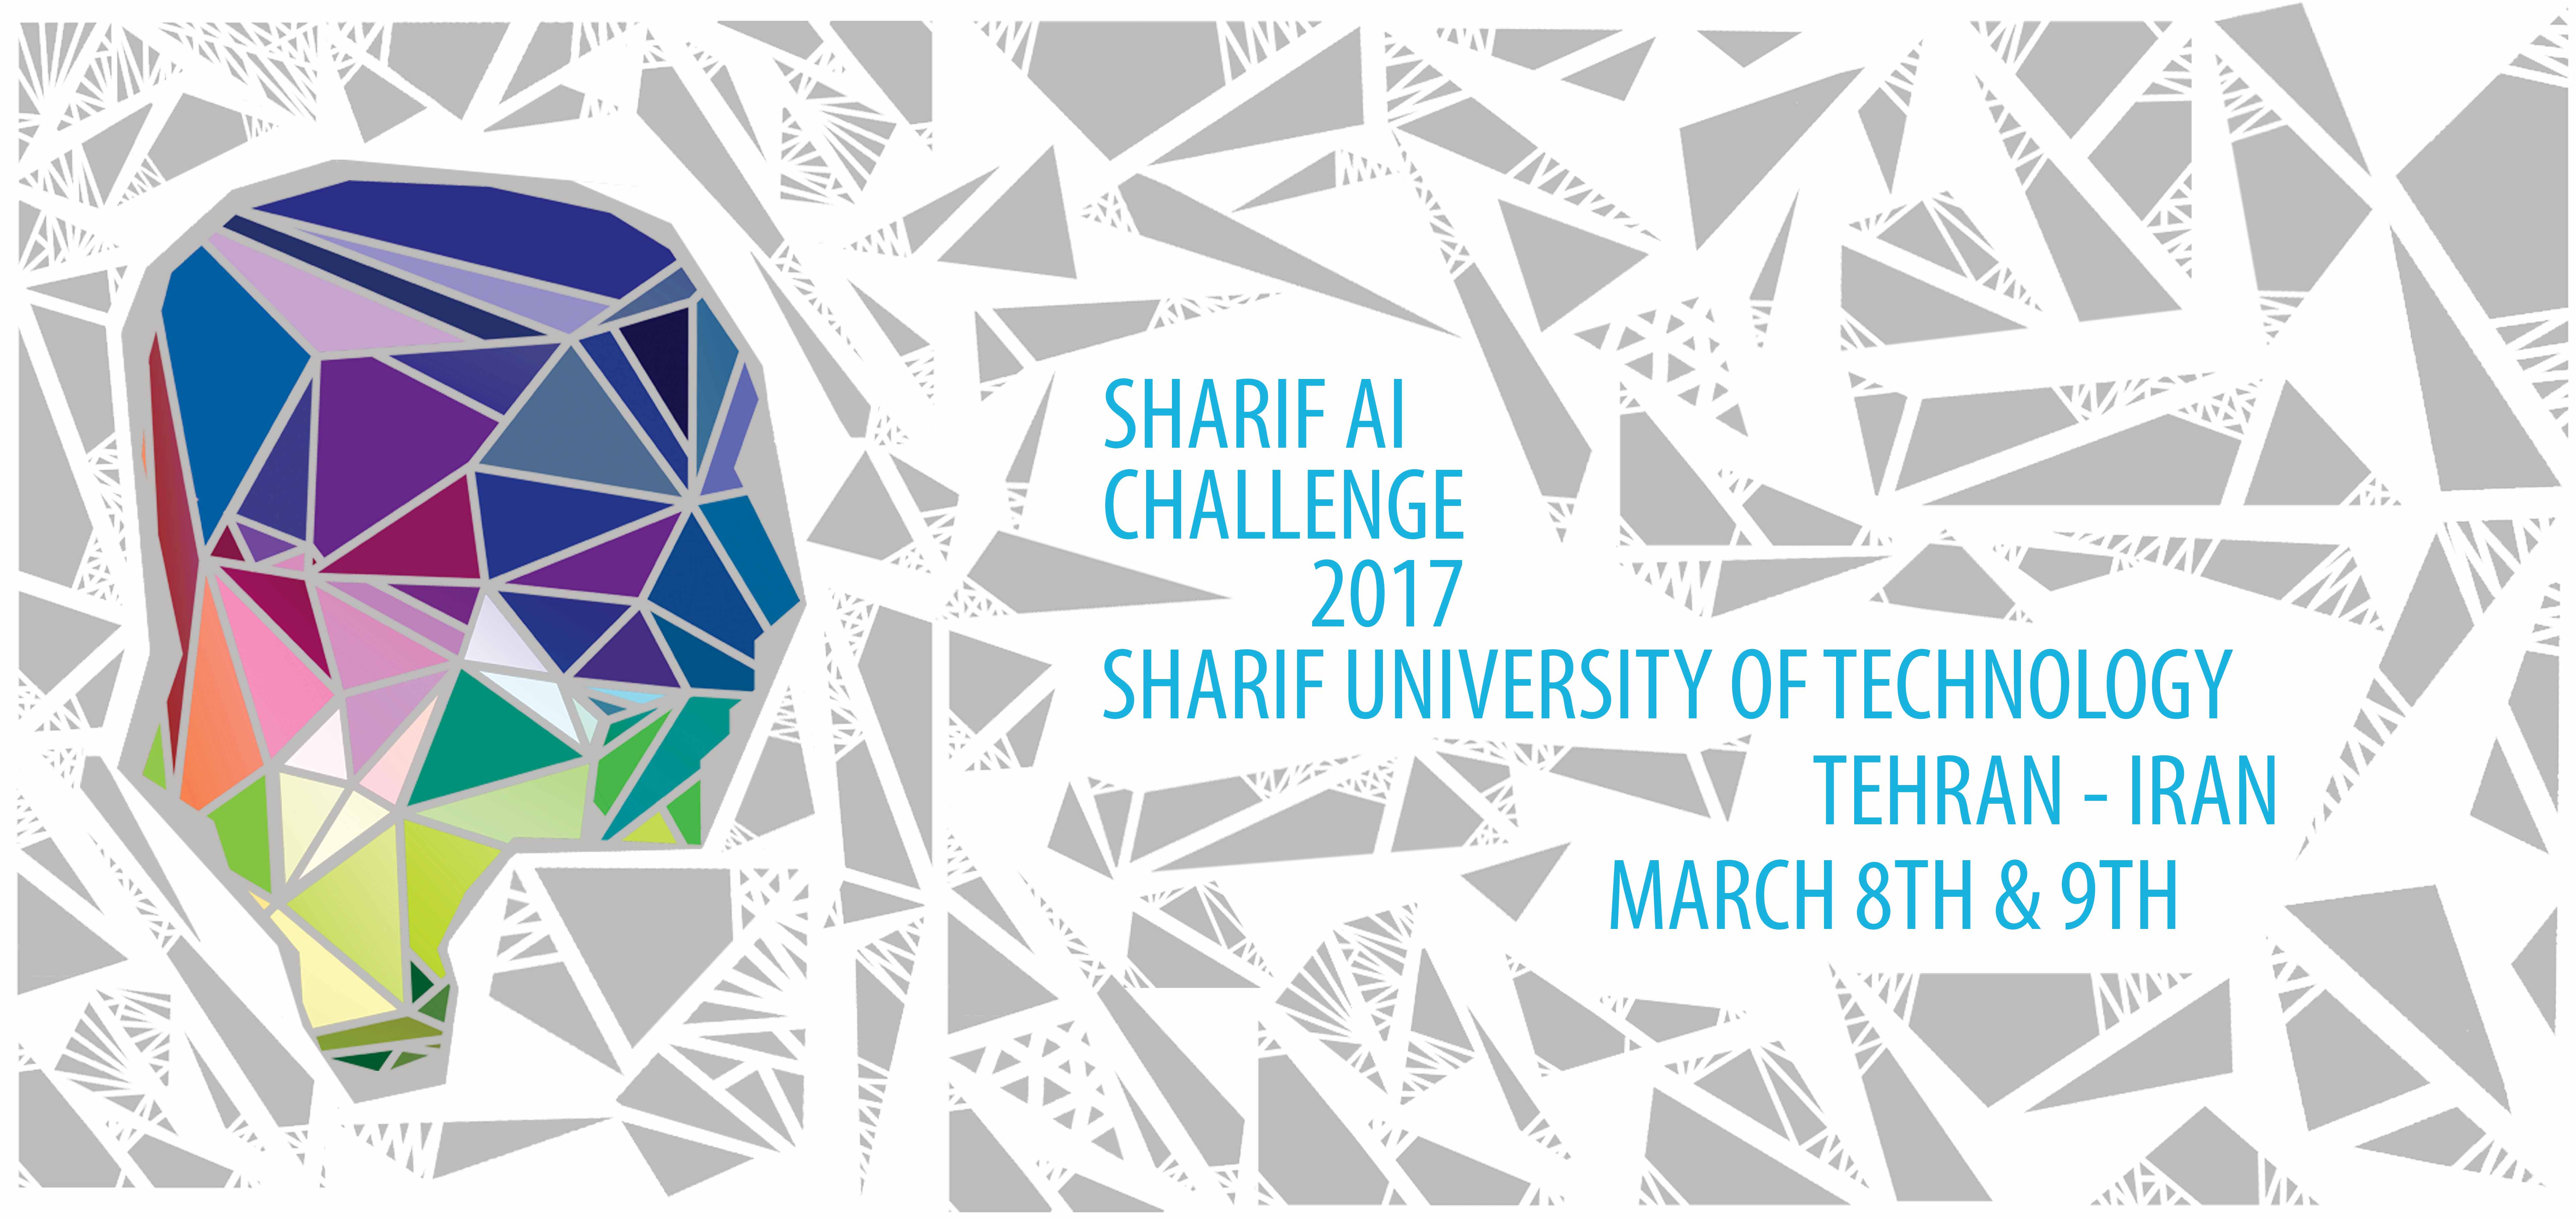 SHARIF AI
CHALLENGE
2017
SHARIF UNIVERSITY OF TECHNOLOGY
TEHRAN - IRAN
MARCH 8TH & 9TH